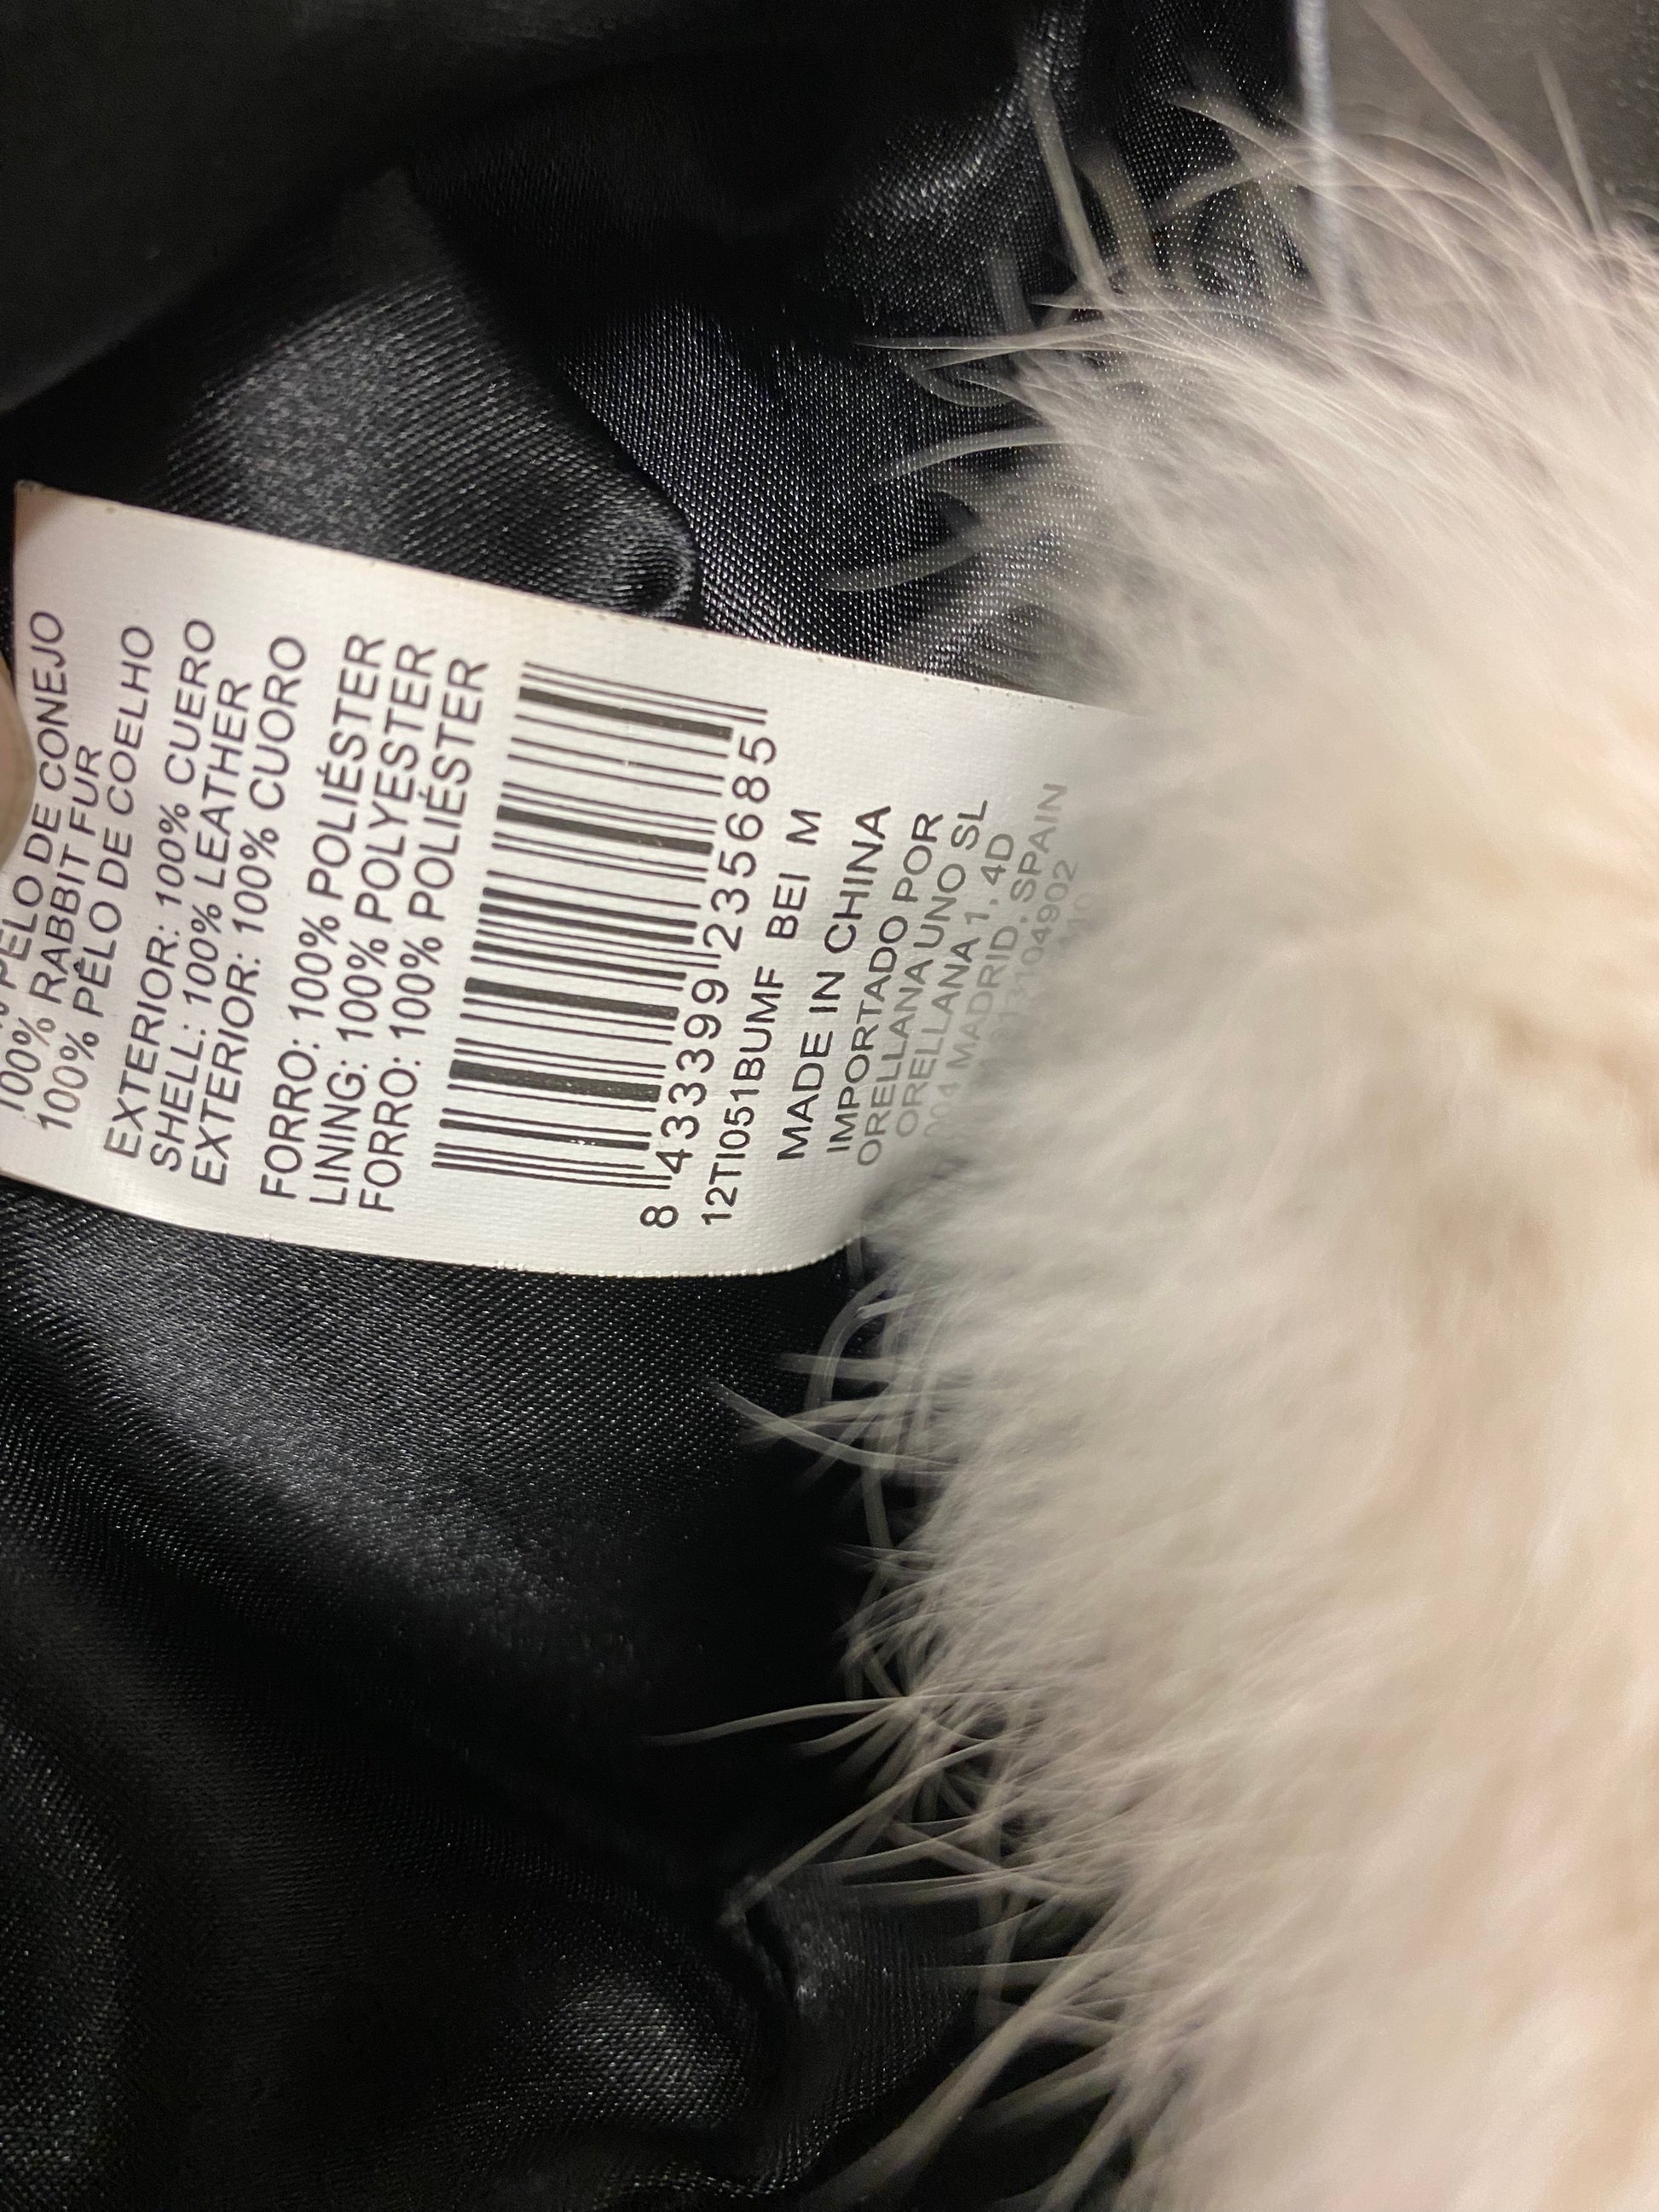 PELO DE CONEJO
100% RABBIT FUR
100% PÊLO DE COELHO
EXTERIOR: 100% CUERO
SHELL: 100% LEATHER
EXTERIOR: 100% CUORO
FORRO: 100% POLIÉSTER
LINING: 100% POLYESTER
FORRO: 100% POLIÉSTER
8 433399 235685
12TI051BUMF BEI M
MADE IN CHINA
IMPORTADO POR
ORELLANA UNO SL
ORELLANA 1, 4D
MADRID, SPAIN